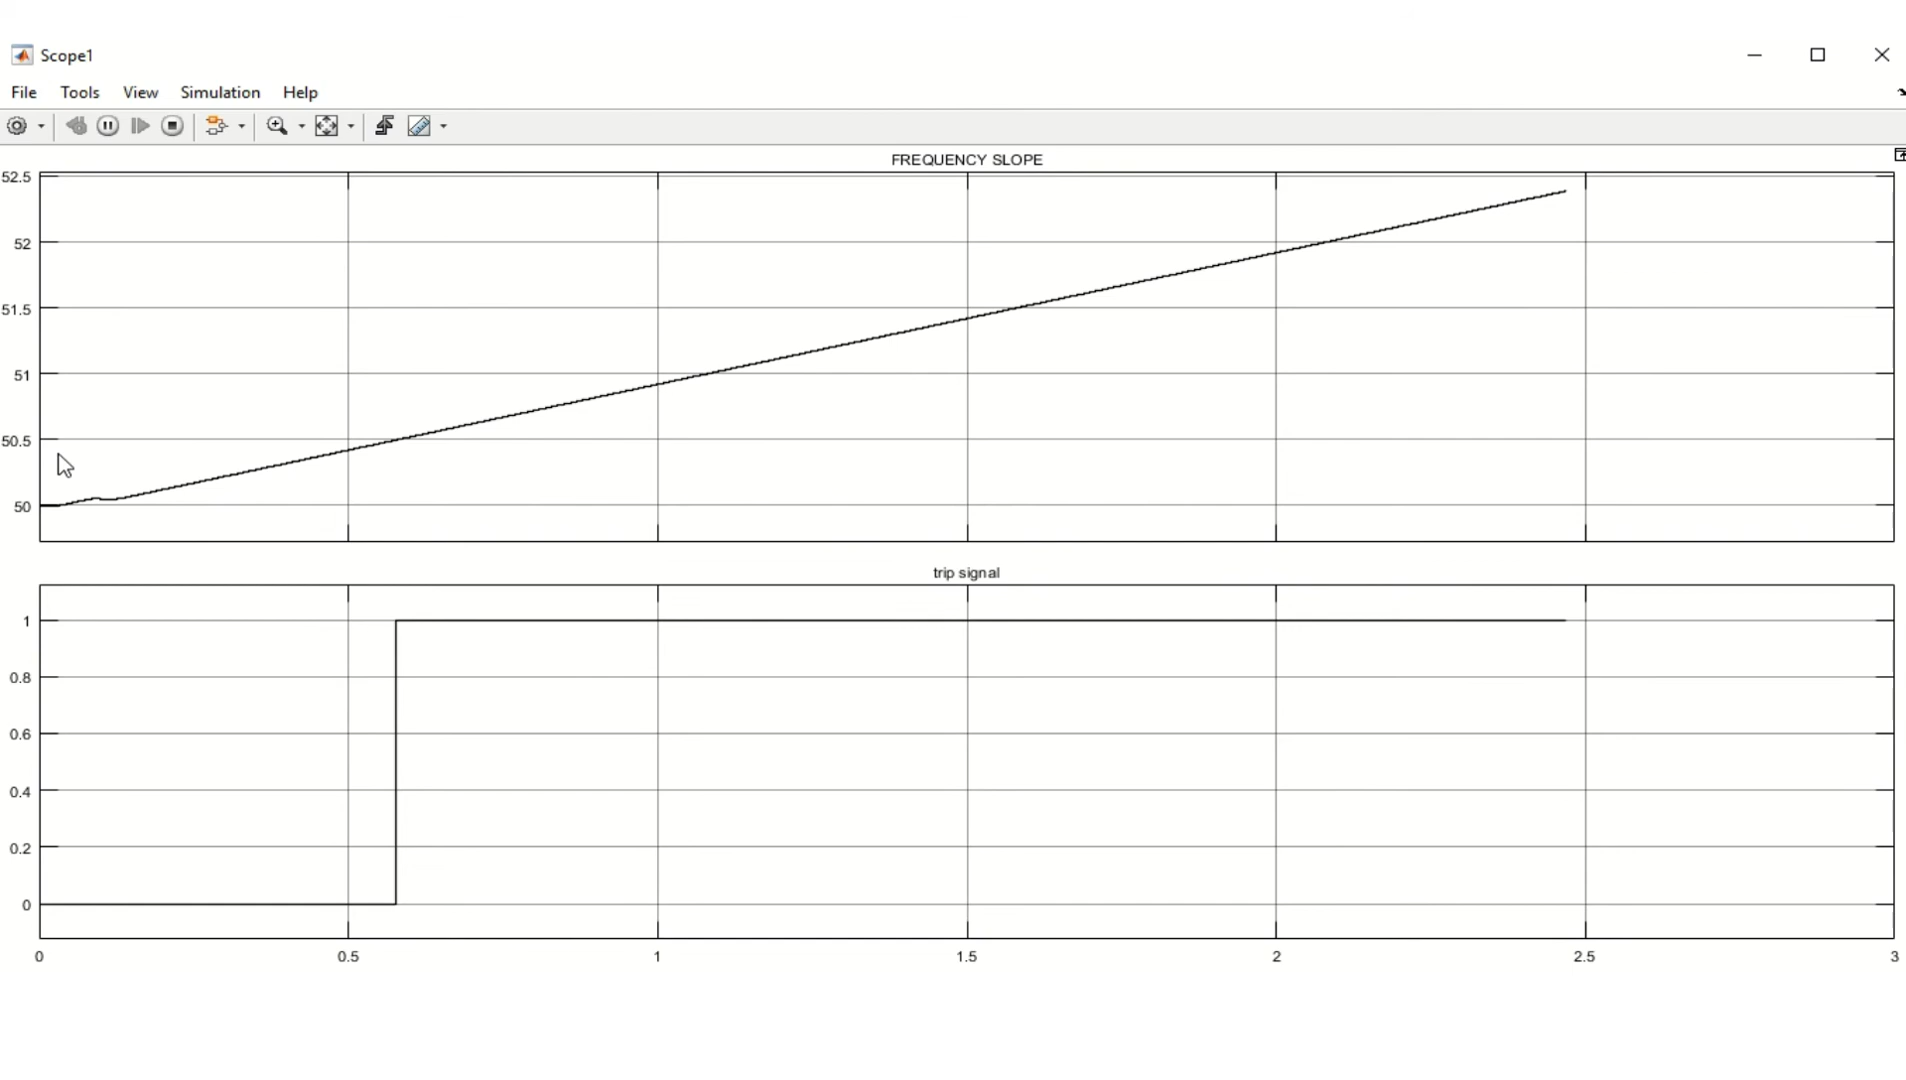 Scope1
File Tools View Simulation Help
FREQUENCY SLOPE
52.5
52
51.5
51
50.5
50
trip signal
1
0.8
0.6
0.4
0.2
0
0 0.5 1 1.5 2 2.5 3